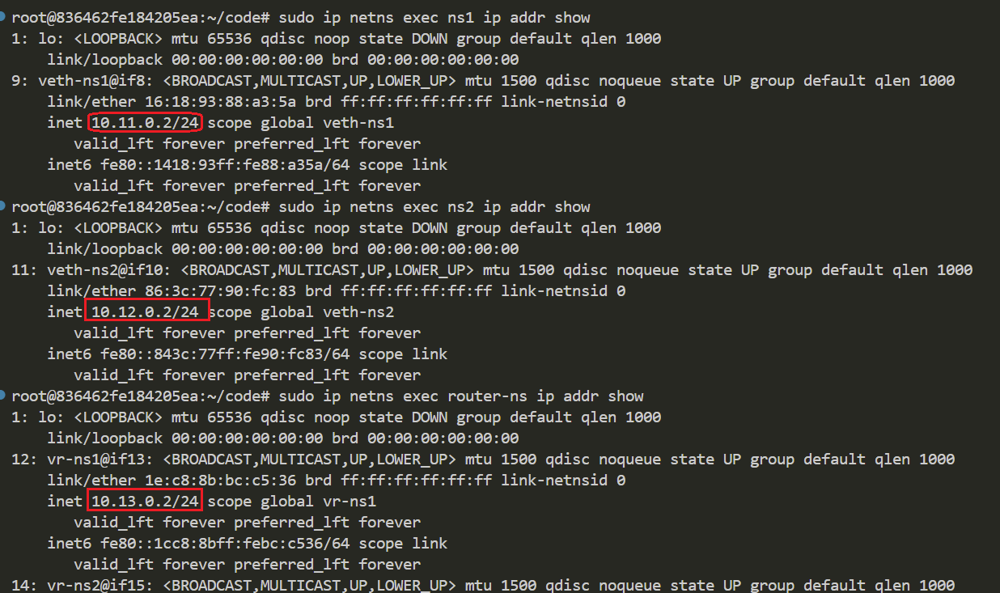 root@836462fe184205ea:~/code# sudo ip netns exec ns1 ip addr show
1: lo: <LOOPBACK> mtu 65536 qdisc noop state DOWN group default qlen 1000
link/loopback 00:00:00:00:00:00 brd 00:00:00:00:00:00
9: veth-ns1@if8: <BROADCAST,MULTICAST,UP,LOWER_UP> mtu 1500 qdisc noqueue state UP group default qlen 1000
link/ether 16:18:93:88:a3:5a brd ff:ff:ff:ff:ff:ff link-netnsid 0
inet 10.11.0.2/24 scope global veth-ns1
valid_lft forever preferred_lft forever
inet6 fe80::1418:93ff:fe88:a35a/64 scope link
valid_lft forever preferred_lft forever
root@836462fe184205ea:~/code# sudo ip netns exec ns2 ip addr show
1: lo: <LOOPBACK> mtu 65536 qdisc noop state DOWN group default qlen 1000
link/loopback 00:00:00:00:00:00 brd 00:00:00:00:00:00
11: veth-ns2@if10: <BROADCAST,MULTICAST,UP,LOWER_UP> mtu 1500 qdisc noqueue state UP group default qlen 1000
link/ether 86:3c:77:90:fc:83 brd ff:ff:ff:ff:ff:ff link-netnsid 0
inet 10.12.0.2/24 scope global veth-ns2
valid_lft forever preferred_lft forever
inet6 fe80::843c:77ff:fe90:fc83/64 scope link
valid_lft forever preferred_lft forever
root@836462fe184205ea:~/code# sudo ip netns exec router-ns ip addr show
1: lo: <LOOPBACK> mtu 65536 qdisc noop state DOWN group default qlen 1000
link/loopback 00:00:00:00:00:00 brd 00:00:00:00:00:00
12: vr-ns1@if13: <BROADCAST,MULTICAST,UP,LOWER_UP> mtu 1500 qdisc noqueue state UP group default qlen 1000
link/ether 1e:c8:8b:bc:c5:36 brd ff:ff:ff:ff:ff:ff link-netnsid 0
inet 10.13.0.2/24 scope global vr-ns1
valid_lft forever preferred_lft forever
inet6 fe80::1cc8:8bff:febc:c536/64 scope link
valid_lft forever preferred_lft forever
14: vr-ns2@if15: <BROADCAST,MULTICAST,UP,LOWER_UP> mtu 1500 qdisc noqueue state UP group default qlen 1000